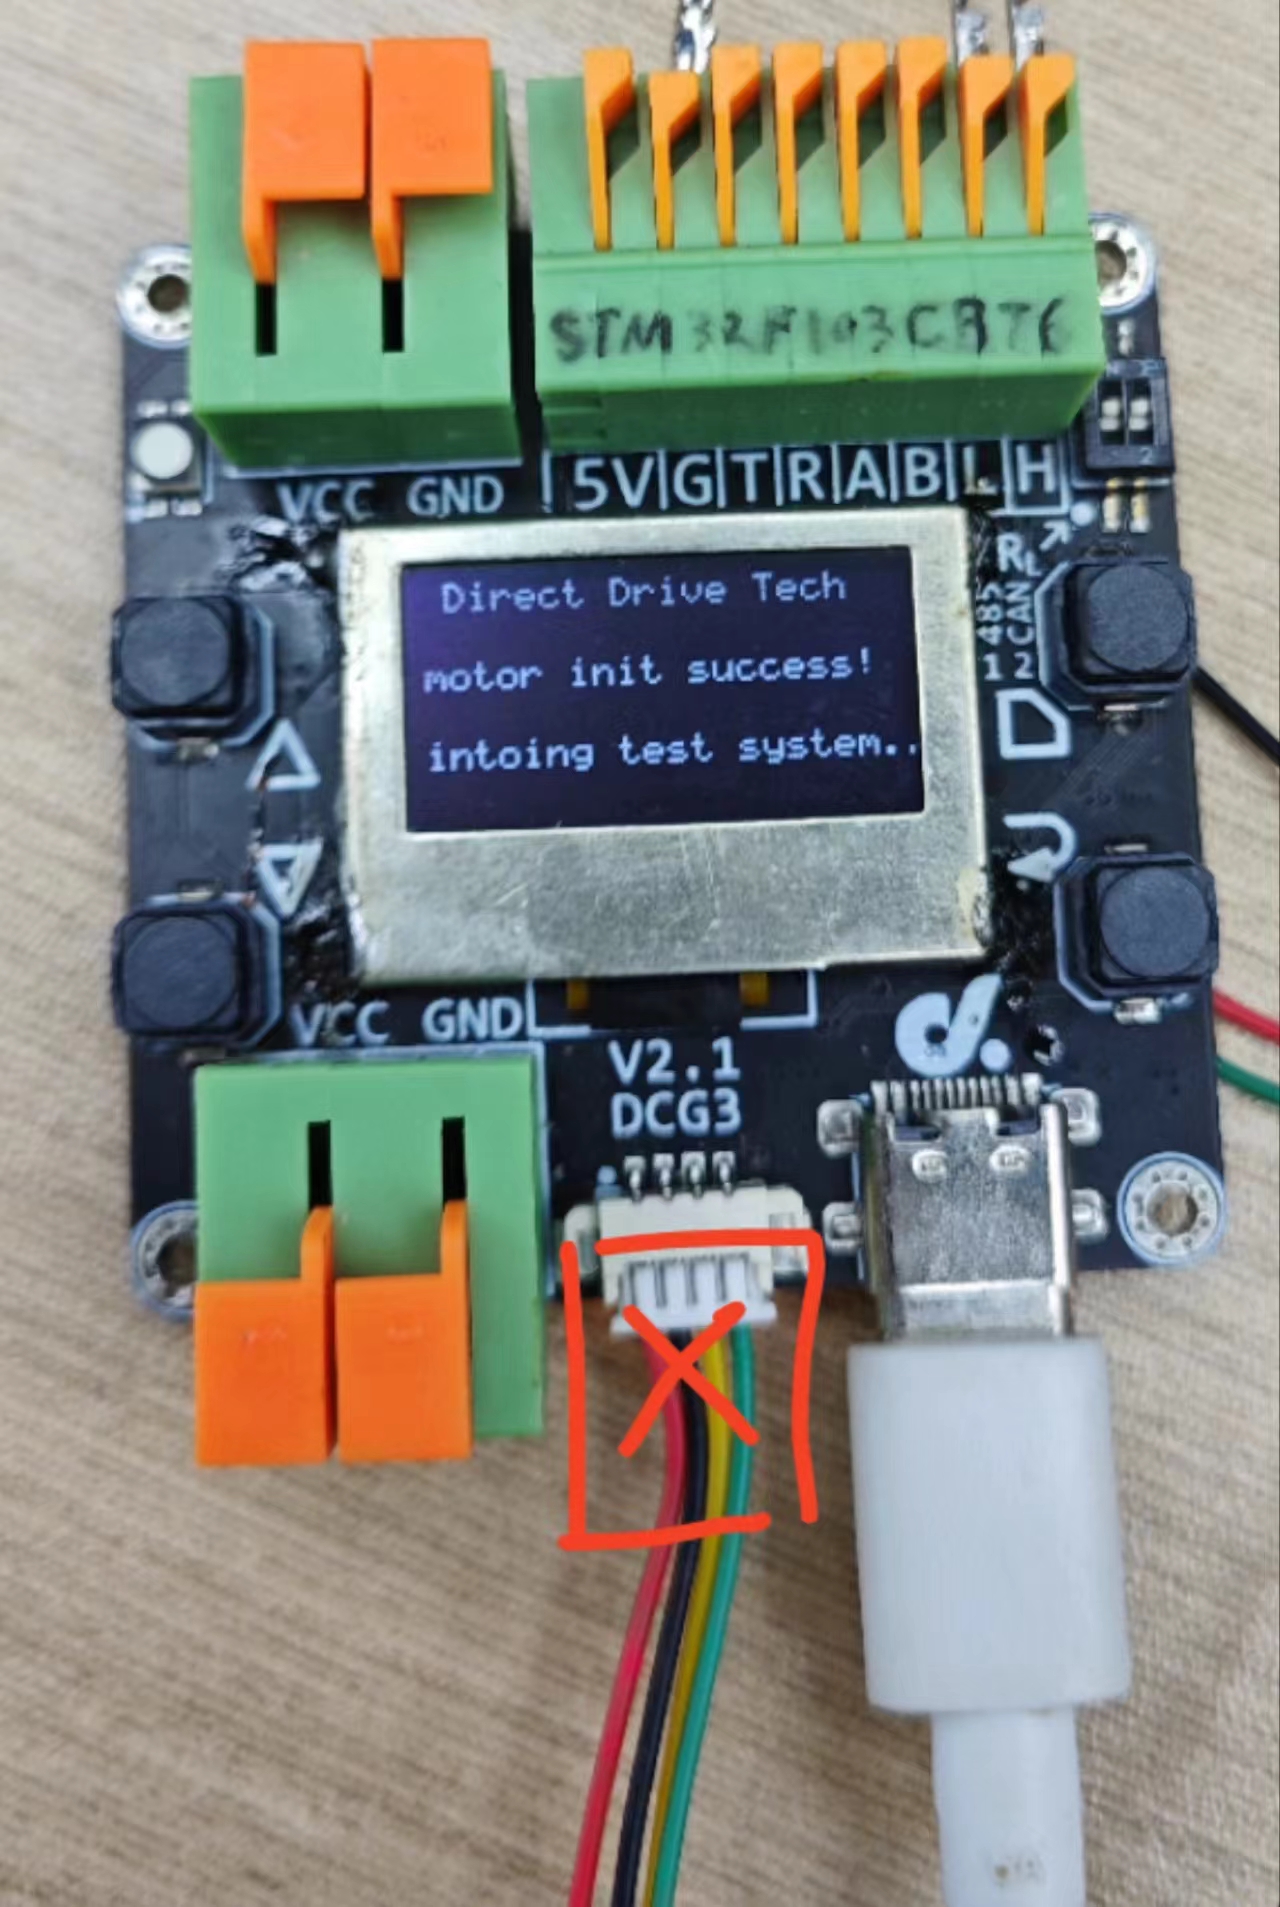 STM32F103CBT6
VCC GND
5V|G|T|R|A|B|L|H
RL
485
CAN
1 2
Direct Drive Tech
motor init success!
intoing test system..
VCC GND
V2.1
DCG3
d.